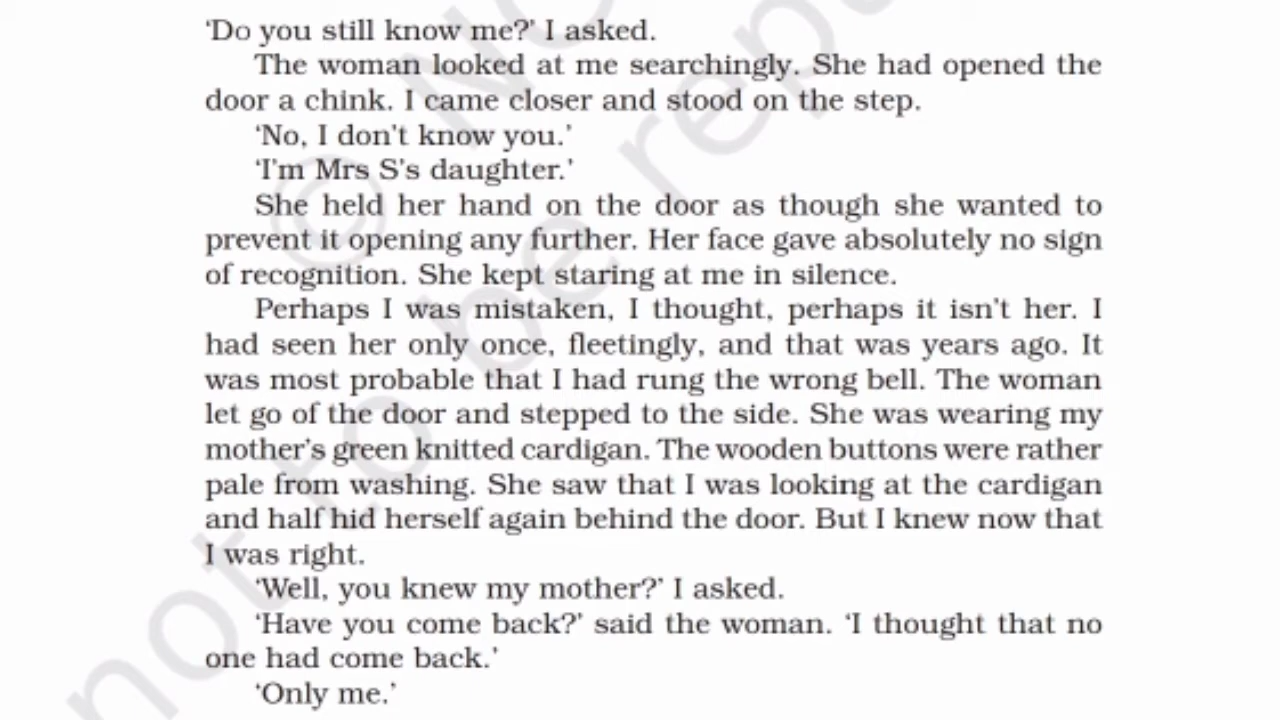 ‘Do you still know me?’ I asked.
The woman looked at me searchingly. She had opened the
door a chink. I came closer and stood on the step.
‘No, I don't know you.’
‘I'm Mrs S's daughter.’
She held her hand on the door as though she wanted to
prevent it opening any further. Her face gave absolutely no sign
of recognition. She kept staring at me in silence.
Perhaps I was mistaken, I thought, perhaps it isn't her. I
had seen her only once, fleetingly, and that was years ago. It
was most probable that I had rung the wrong bell. The woman
let go of the door and stepped to the side. She was wearing my
mother's green knitted cardigan. The wooden buttons were rather
pale from washing. She saw that I was looking at the cardigan
and half hid herself again behind the door. But I knew now that
I was right.
‘Well, you knew my mother?’ I asked.
‘Have you come back?’ said the woman. ‘I thought that no
one had come back.’
‘Only me.’
not to be rep
©